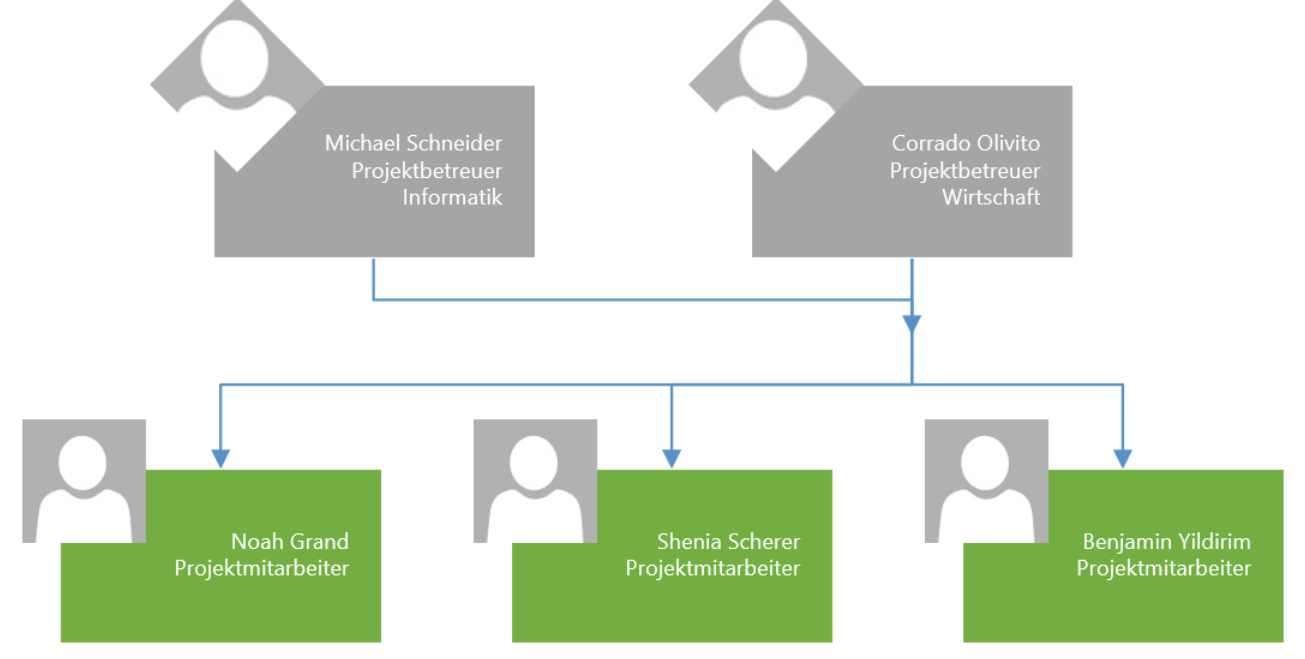 Michael Schneider
Projektbetreuer
Informatik
Corrado Olivito
Projektbetreuer
Wirtschaft
Noah Grand
Projektmitarbeiter
Shenia Scherer
Projektmitarbeiter
Benjamin Yildirim
Projektmitarbeiter